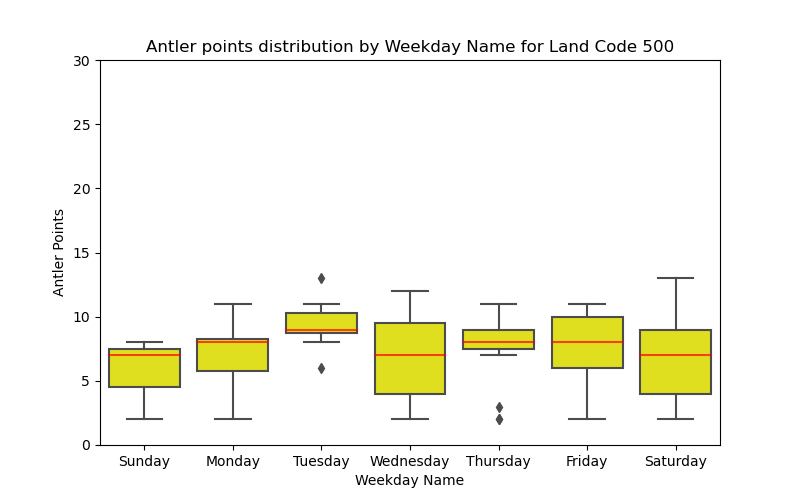 Antler points distribution by Weekday Name for Land Code 500
30
25
20
15
10
5
0
Antler Points
Sunday Monday Tuesday Wednesday Thursday Friday Saturday
Weekday Name